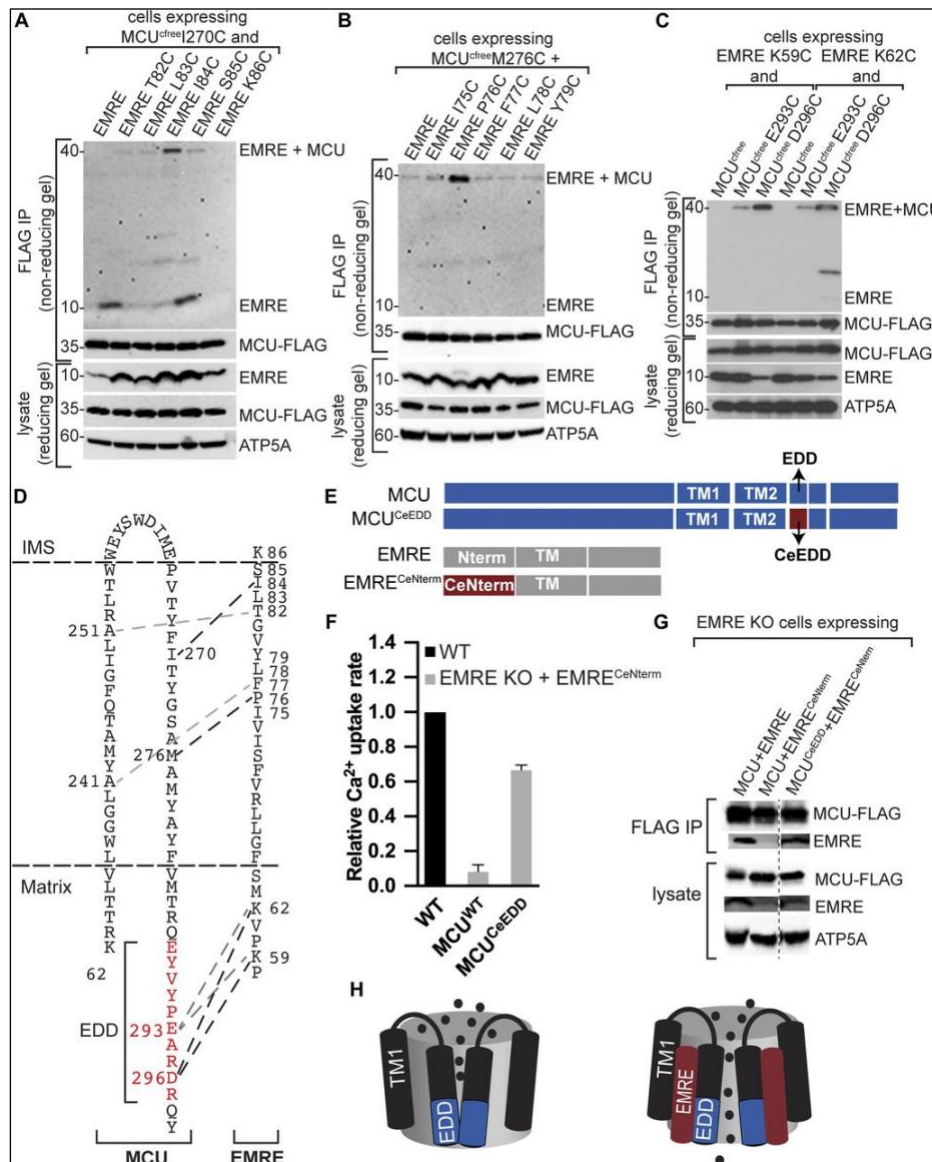 A
cells expressing
MCUcfreeI270C and
EMRE
EMRE T82C
EMRE L83C
EMRE I84C
EMRE S85C
EMRE K86C
FLAG IP
(non-reducing gel)
40
EMRE + MCU
10
EMRE
35
MCU-FLAG
lysate
(reducing gel)
10
EMRE
35
MCU-FLAG
60
ATP5A
B
cells expressing
MCUcfreeM276C +
EMRE
EMRE I75C
EMRE P76C
EMRE F77C
EMRE L78C
EMRE Y79C
FLAG IP
(non-reducing gel)
40
EMRE + MCU
10
EMRE
35
MCU-FLAG
lysate
(reducing gel)
10
EMRE
35
MCU-FLAG
60
ATP5A
C
cells expressing
EMRE K59C EMRE K62C
and and
MCUcfree
MCUcfree E293C
MCUcfree D296C
MCUcfree
MCUcfree E293C
MCUcfree D296C
FLAG IP
(non-reducing gel)
40
EMRE+MCU
10
EMRE
35
MCU-FLAG
lysate
(reducing gel)
35
MCU-FLAG
10
EMRE
60
ATP5A
D
IMS
Matrix
WEYSWDIME
WTLRALIGFQTAMYALGGWLVLTTRK
PVTYFITYGSAMAMYAYFVMTRQEYVYPEARDRQY
KSILTGVYLFPIVISFVRLLGFSMKVPKP
251
241
62
270
276
293
296
86
85
84
83
82
79
78
77
76
75
62
59
EDD
MCU
EMRE
E
EDD
MCU
TM1
TM2
MCUCeEDD
TM1
TM2
CeEDD
EMRE
Nterm
TM
EMRECeNterm
CeNterm
TM
F
Relative Ca2+ uptake rate
1.4
1.2
1.0
0.8
0.6
0.4
0.2
0.0
WT
EMRE KO + EMRECeNterm
WT
MCUWT
MCUCeEDD
G
EMRE KO cells expressing
MCU+EMRE
MCU+EMRECeNterm
MCUCeEDD+EMRECeNterm
FLAG IP
MCU-FLAG
EMRE
lysate
MCU-FLAG
EMRE
ATP5A
H
TM1
EDD
TM1
EMRE
EDD